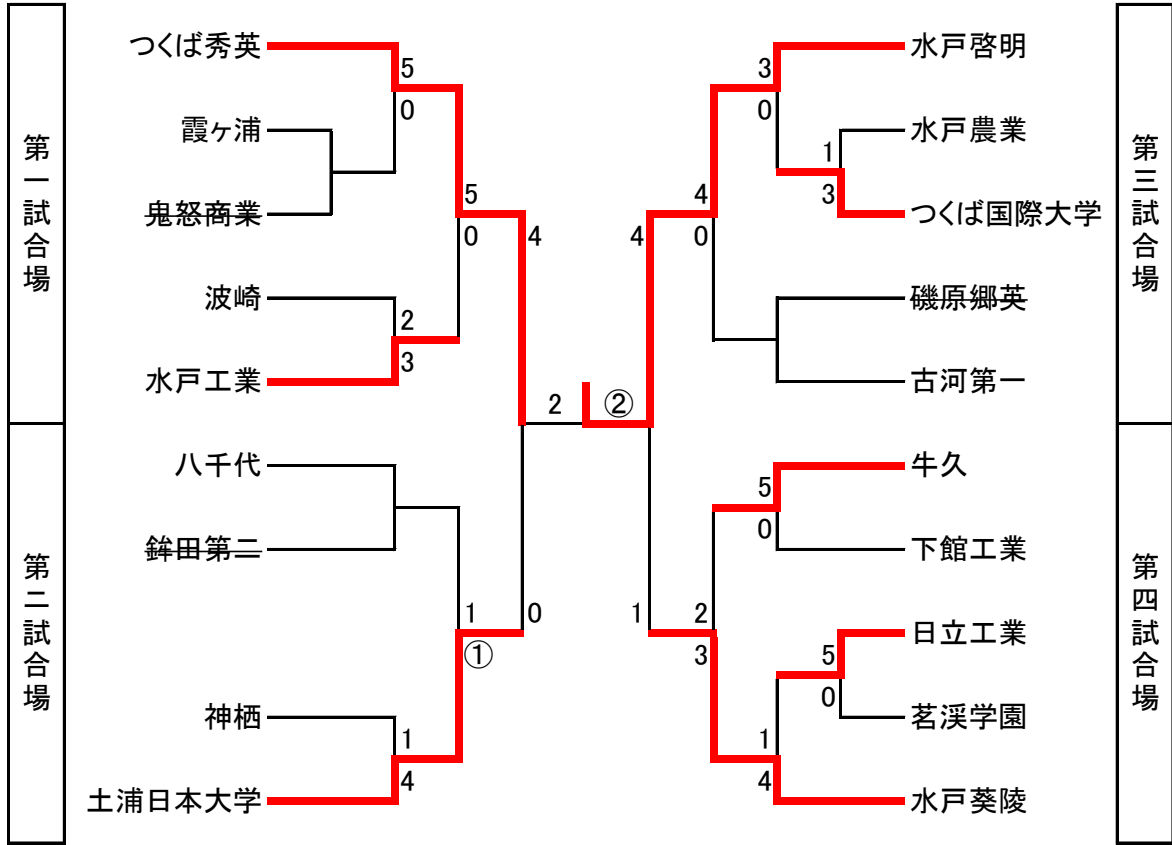 第一試合場
つくば秀英
5
0
霞ヶ浦
鬼怒商業
5
0
4
波崎
2
3
水戸工業
第二試合場
八千代
鉾田第二
1
①
0
神栖
1
4
土浦日本大学
2
②
第三試合場
水戸啓明
3
0
水戸農業
1
3
つくば国際大学
4
4
0
磯原郷英
古河第一
第四試合場
牛久
5
0
下館工業
1
2
3
日立工業
5
0
茗渓学園
1
4
水戸葵陵